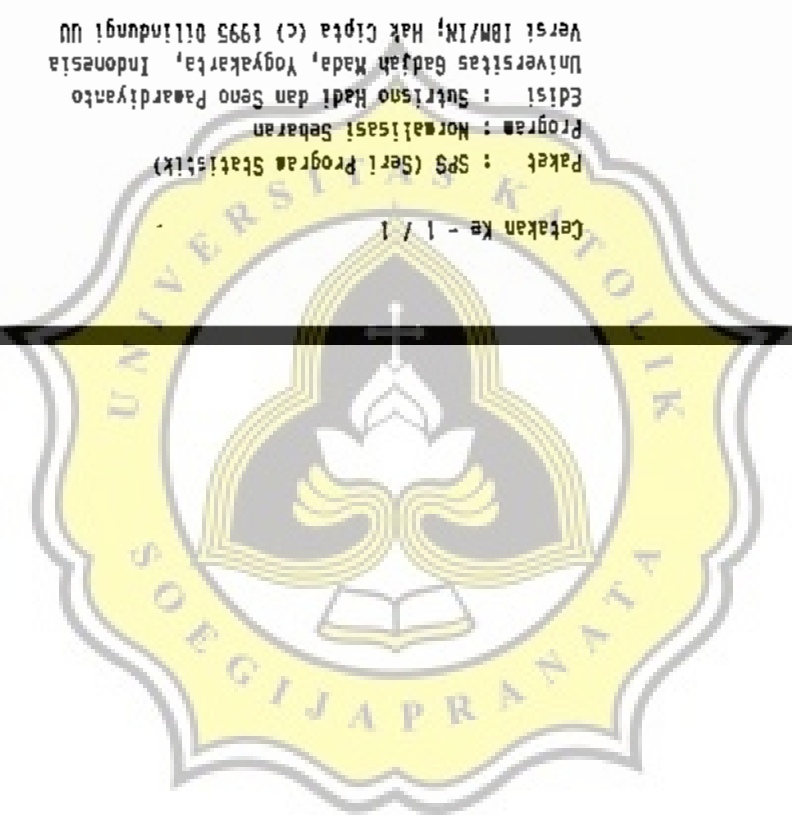 Cetakan Ke - 1 / 1
Paket : SPS (Seri Program Statistik)
Program : Normalisasi Sebaran
Edisi : Sutrisno Hadi dan Seno Pamardiyanto
Universitas Gadjah Mada, Yogyakarta, Indonesia
Versi IBM/IN; Hak Cipta (c) 1995 Dilindungi UU
UNIVERSITAS KATOLIK
SOEGIJAPRANATA